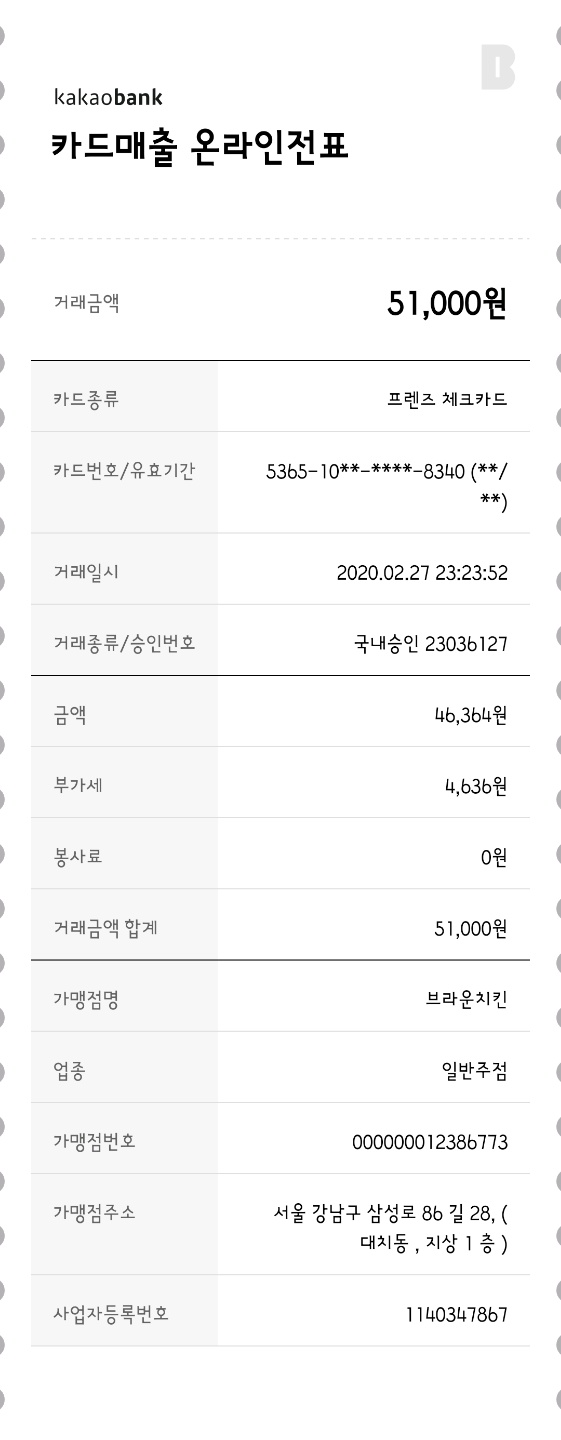 kakaobank
카드매출 온라인전표
거래금액 51,000원
카드종류 프렌즈 체크카드
카드번호/유효기간 5365-10**-****-8340 (**/
**)
거래일시 2020.02.27 23:23:52
거래종류/승인번호 국내승인 23036127
금액 46,364원
부가세 4,636원
봉사료 0원
거래금액 합계 51,000원
가맹점명 브라운치킨
업종 일반주점
가맹점번호 000000012386773
가맹점주소 서울 강남구 삼성로 86 길 28, (
대치동 , 지상 1 층 )
사업자등록번호 1140347867